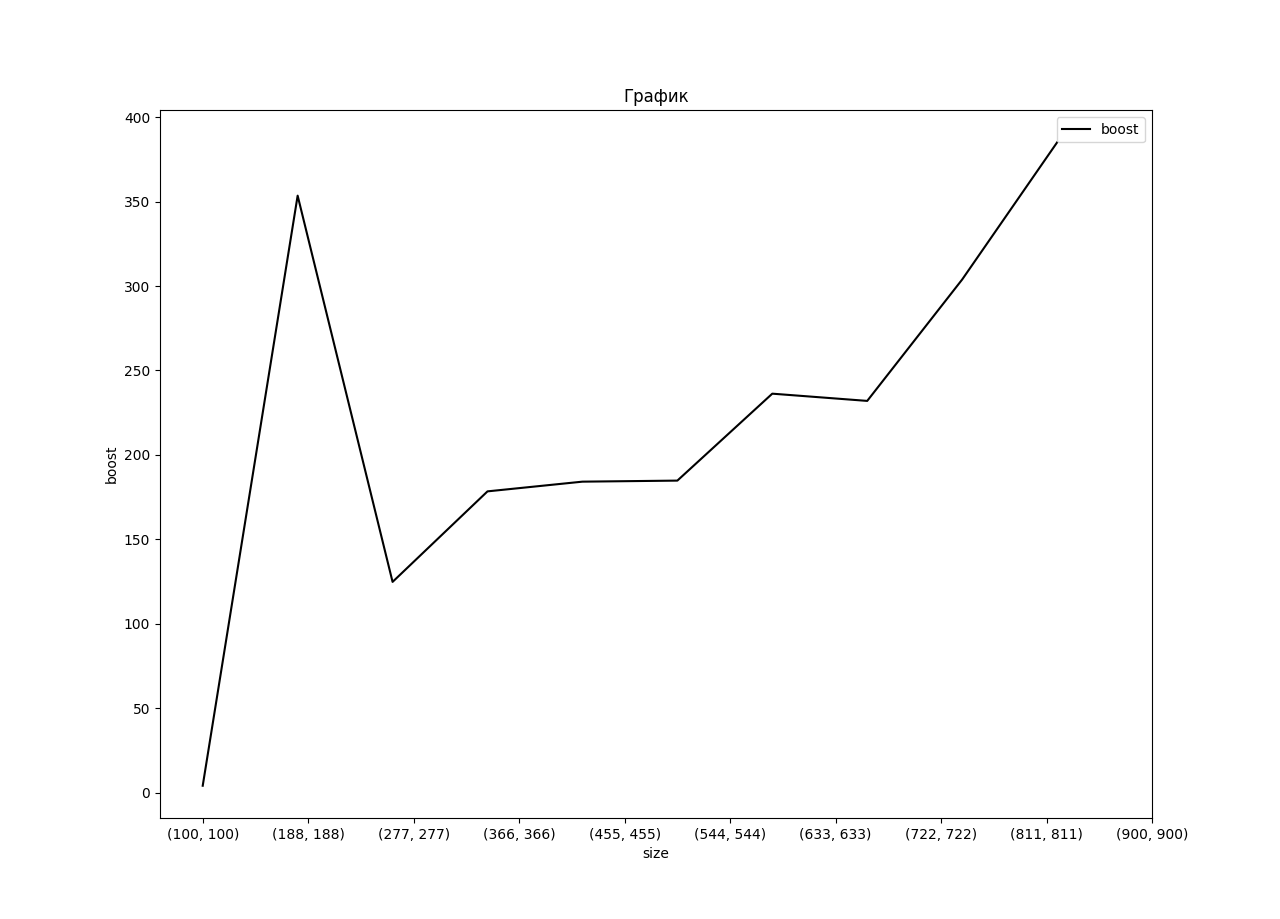 График
boost
400
350
300
250
200
150
100
50
0
boost
(100, 100) (188, 188) (277, 277) (366, 366) (455, 455) (544, 544) (633, 633) (722, 722) (811, 811) (900, 900)
size